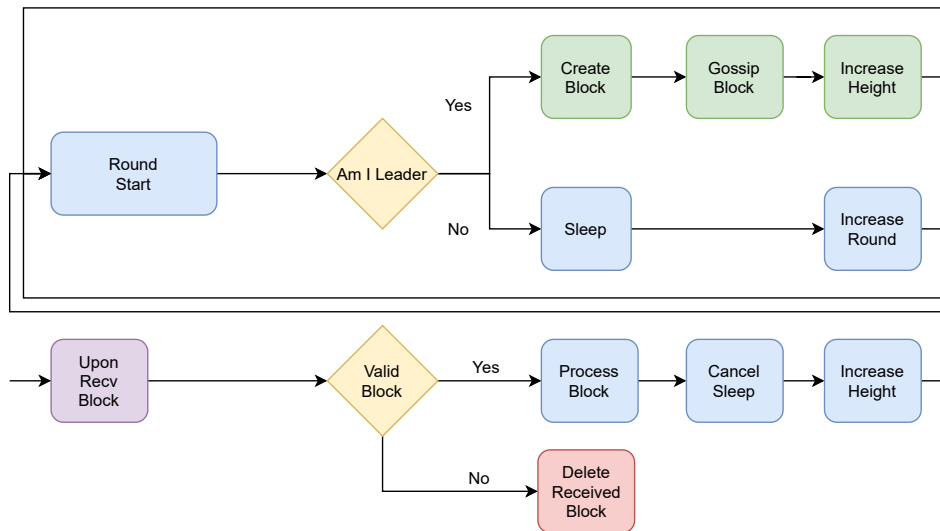 Create
Block
Gossip
Block
Increase
Height
Yes
Round
Start
Am I Leader
No
Sleep
Increase
Round
Upon
Recv
Block
Valid
Block
Yes
Process
Block
Cancel
Sleep
Increase
Height
No
Delete
Received
Block